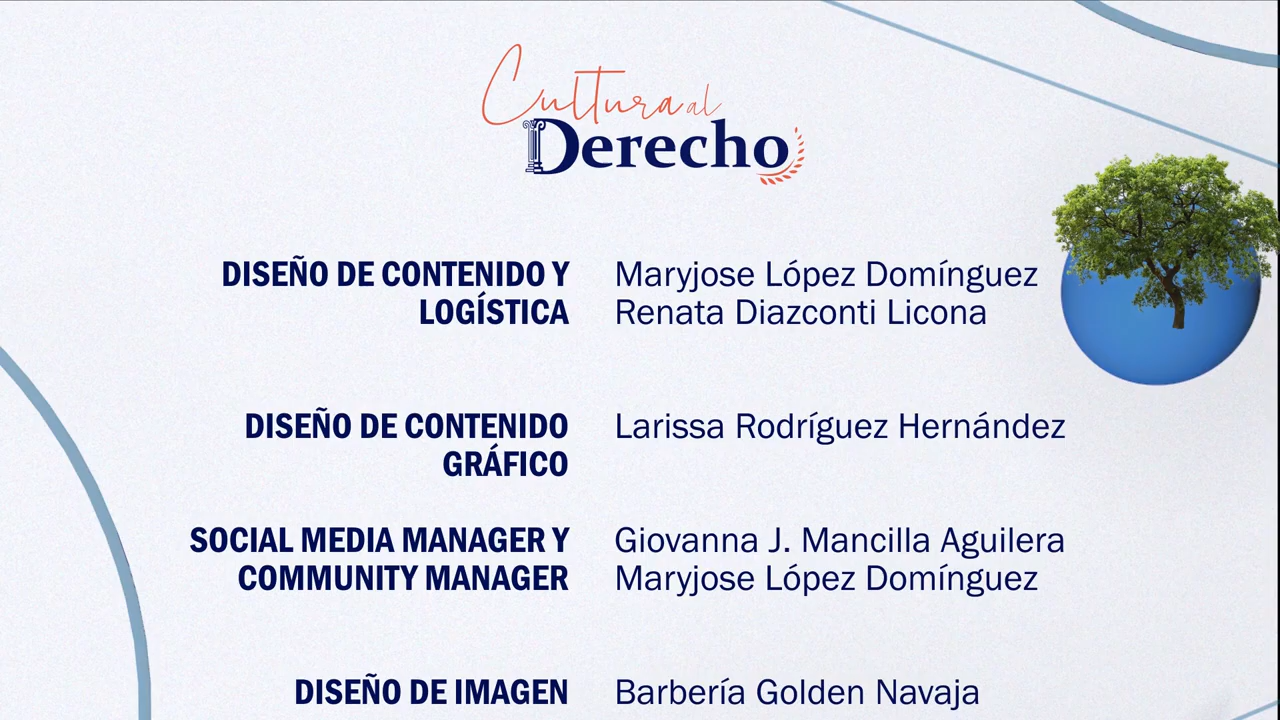 Cultura al
Derecho
DISEÑO DE CONTENIDO Y Maryjose López Domínguez
LOGÍSTICA Renata Diazconti Licona
DISEÑO DE CONTENIDO Larissa Rodríguez Hernández
GRÁFICO
SOCIAL MEDIA MANAGER Y Giovanna J. Mancilla Aguilera
COMMUNITY MANAGER Maryjose López Domínguez
DISEÑO DE IMAGEN Barbería Golden Navaja